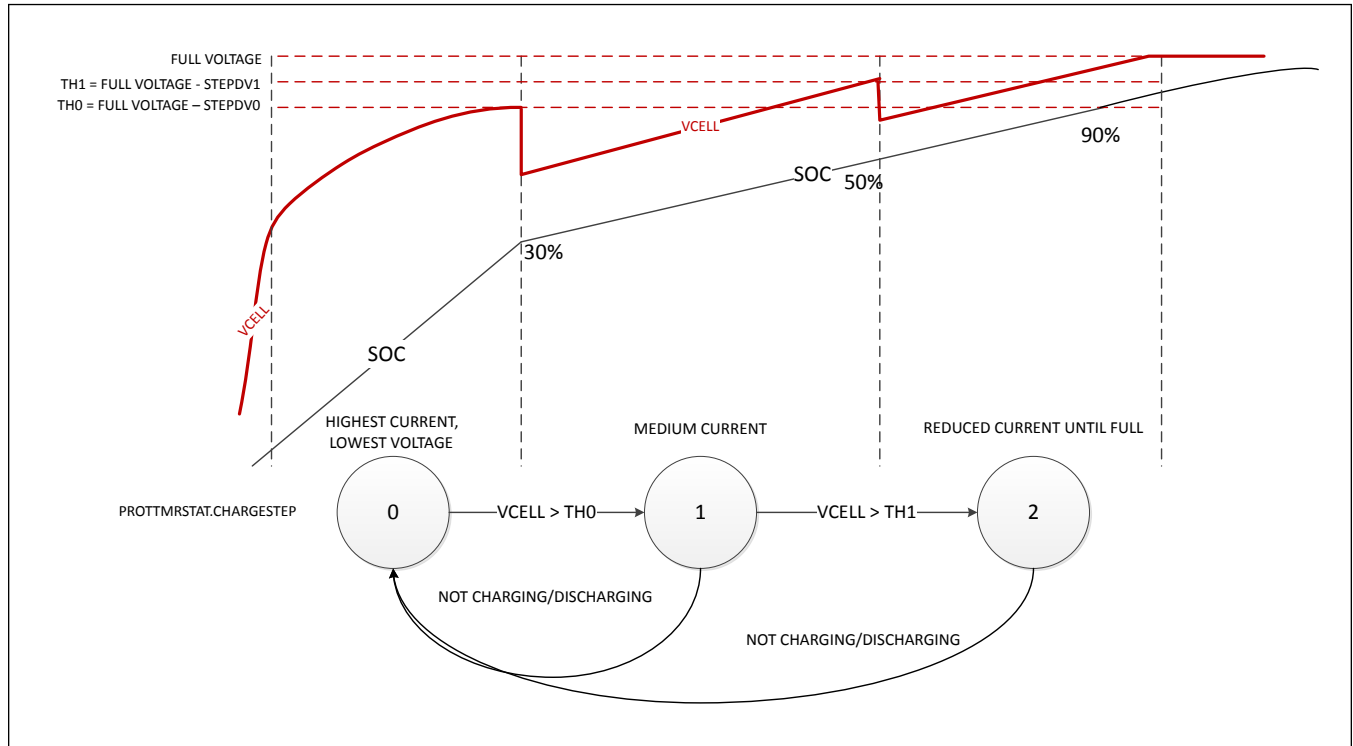 FULL VOLTAGE
TH1 = FULL VOLTAGE - STEPDV1
TH0 = FULL VOLTAGE – STEPDV0
VCELL
90%
SOC
50%
30%
VCELL
SOC
HIGHEST CURRENT,
LOWEST VOLTAGE
MEDIUM CURRENT
REDUCED CURRENT UNTIL FULL
PROTTMRSTAT.CHARGESTEP
0
VCELL > TH0
1
VCELL > TH1
2
NOT CHARGING/DISCHARGING
NOT CHARGING/DISCHARGING